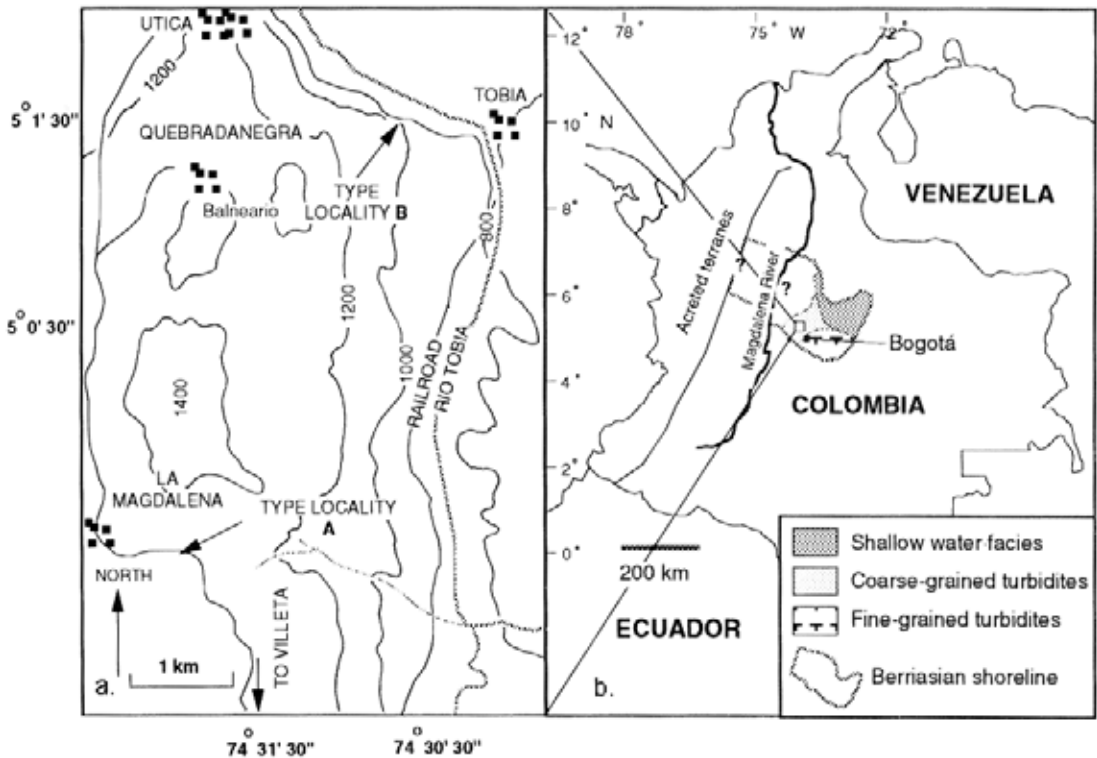 UTICA
1200
TOBIA
5° 1' 30"
QUEBRADANEGRA
TYPE
LOCALITY B
Balneario
800
1200
5° 0' 30"
1000
RAILROAD
RIO TOBIA
1400
LA
MAGDALENA
TYPE LOCALITY
A
NORTH
TO VILLETA
1 km
a.
74° 31' 30"
74° 30' 30"
78
75 W
72
12°
10° N
8°
6°
4°
2°
0°
VENEZUELA
Acreted terranes
Magdalena River
?
?
Bogotá
COLOMBIA
200 km
ECUADOR
b.
Shallow water facies
Coarse-grained turbidites
Fine-grained turbidites
Berriasian shoreline